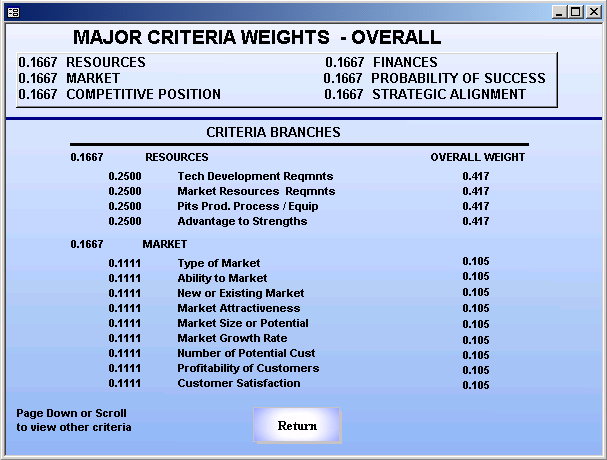 MAJOR CRITERIA WEIGHTS - OVERALL
0.1667 RESOURCES 0.1667 FINANCES
0.1667 MARKET 0.1667 PROBABILITY OF SUCCESS
0.1667 COMPETITIVE POSITION 0.1667 STRATEGIC ALIGNMENT
CRITERIA BRANCHES
0.1667 RESOURCES OVERALL WEIGHT
0.2500 Tech Development Reqmnts 0.417
0.2500 Market Resources Reqmnts 0.417
0.2500 Pits Prod. Process / Equip 0.417
0.2500 Advantage to Strengths 0.417
0.1667 MARKET
0.1111 Type of Market 0.105
0.1111 Ability to Market 0.105
0.1111 New or Existing Market 0.105
0.1111 Market Attractiveness 0.105
0.1111 Market Size or Potential 0.105
0.1111 Market Growth Rate 0.105
0.1111 Number of Potential Cust 0.105
0.1111 Profitability of Customers 0.105
0.1111 Customer Satisfaction 0.105
Page Down or Scroll
to view other criteria
Return